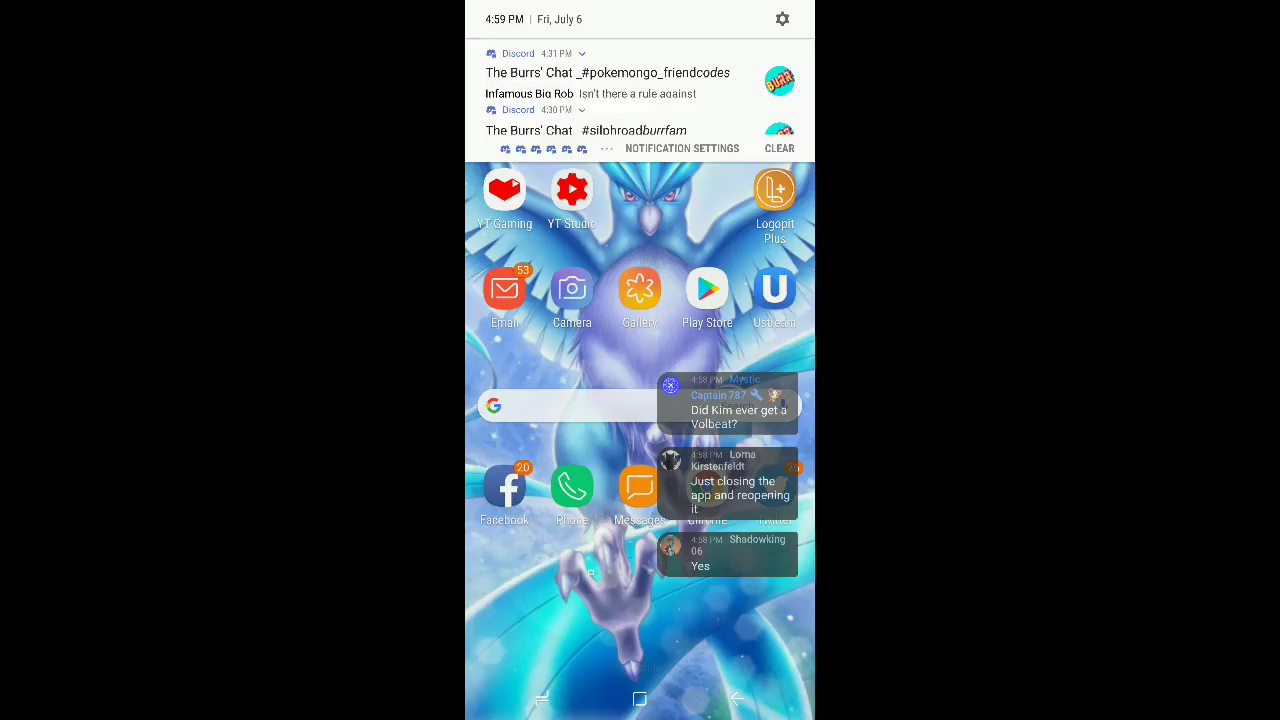 4:59 PM | Fri, July 6
Discord 4:31 PM
The Burrs' Chat _#pokemongo_friendcodes
BURR
Infamous Big Rob Isn't there a rule against
Discord 4:30 PM
The Burrs' Chat #silphroadburrfam
NOTIFICATION SETTINGS CLEAR
YT Gaming YT Studio Logopit
Plus
Email 53 Camera Gallery Play Store Ustream
4:58 PM Mystic
Captain 787
Did Kim ever get a
Volbeat?
4:58 PM Lorna
Kirstenfeldt
Just closing the
app and reopening
it
20 26
Facebook Phone Messages Chrome Twitter
4:58 PM Shadowking
06
Yes